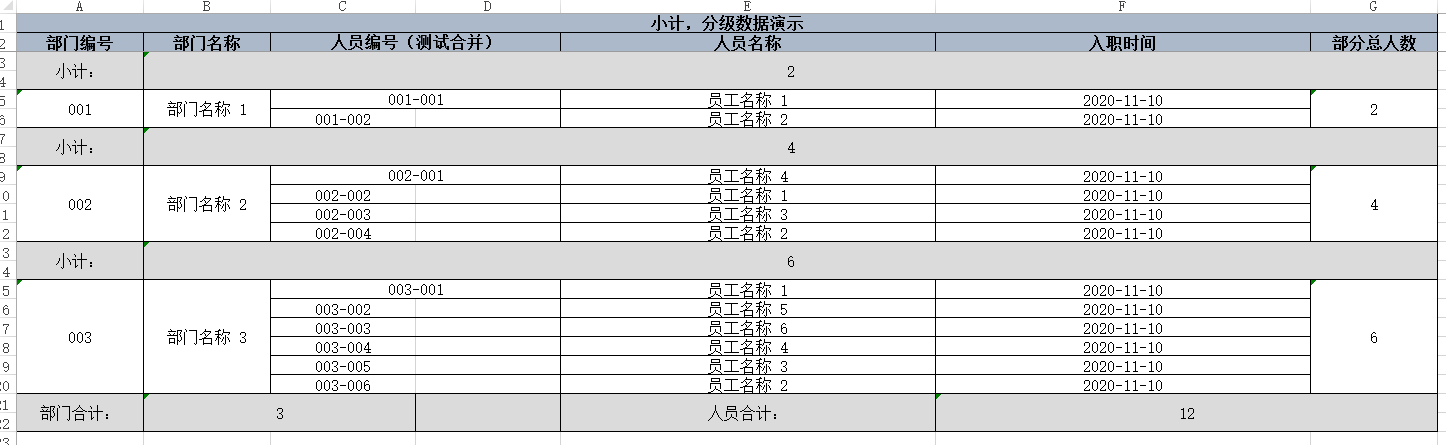 A B C D E F G
1 小计，分级数据演示
2 部门编号 部门名称 人员编号（测试合并） 人员名称 入职时间 部分总人数
3
小计： 2
4
5 001-001 员工名称 1 2020-11-10
001 部门名称 1 2
6 001-002 员工名称 2 2020-11-10
7
小计： 4
8
9 002-001 员工名称 4 2020-11-10
0 002-002 员工名称 1 2020-11-10
002 部门名称 2 4
1 002-003 员工名称 3 2020-11-10
2 002-004 员工名称 2 2020-11-10
3
小计： 6
4
5 003-001 员工名称 1 2020-11-10
6 003-002 员工名称 5 2020-11-10
7 003-003 员工名称 6 2020-11-10
003 部门名称 3 6
8 003-004 员工名称 4 2020-11-10
9 003-005 员工名称 3 2020-11-10
20 003-006 员工名称 2 2020-11-10
21
部门合计： 3 人员合计： 12
22
23